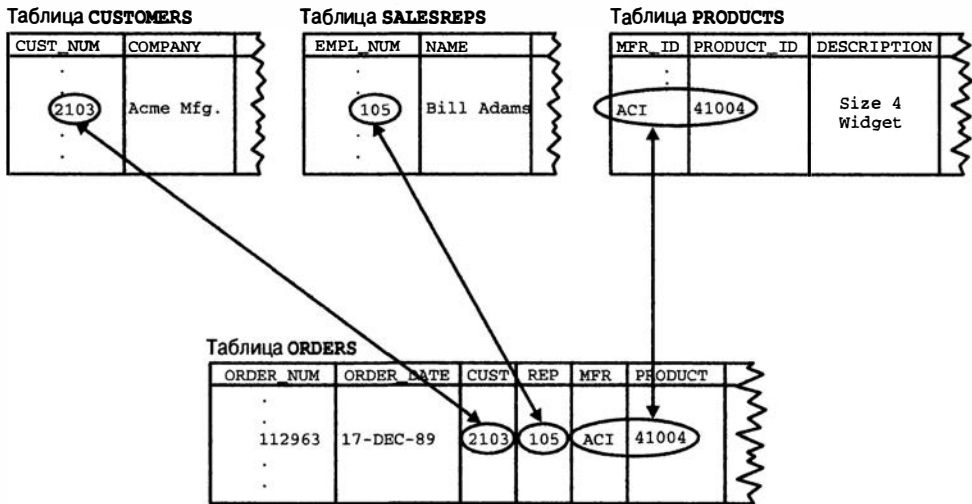 Таблица CUSTOMERS
CUST_NUM COMPANY
2103 Acme Mfg.
Таблица SALESREPS
EMPL_NUM NAME
105 Bill Adams
Таблица PRODUCTS
MFR_ID PRODUCT_ID DESCRIPTION
ACI 41004 Size 4
Widget
Таблица ORDERS
ORDER_NUM ORDER_DATE CUST REP MFR PRODUCT
112963 17-DEC-89 2103 105 ACI 41004